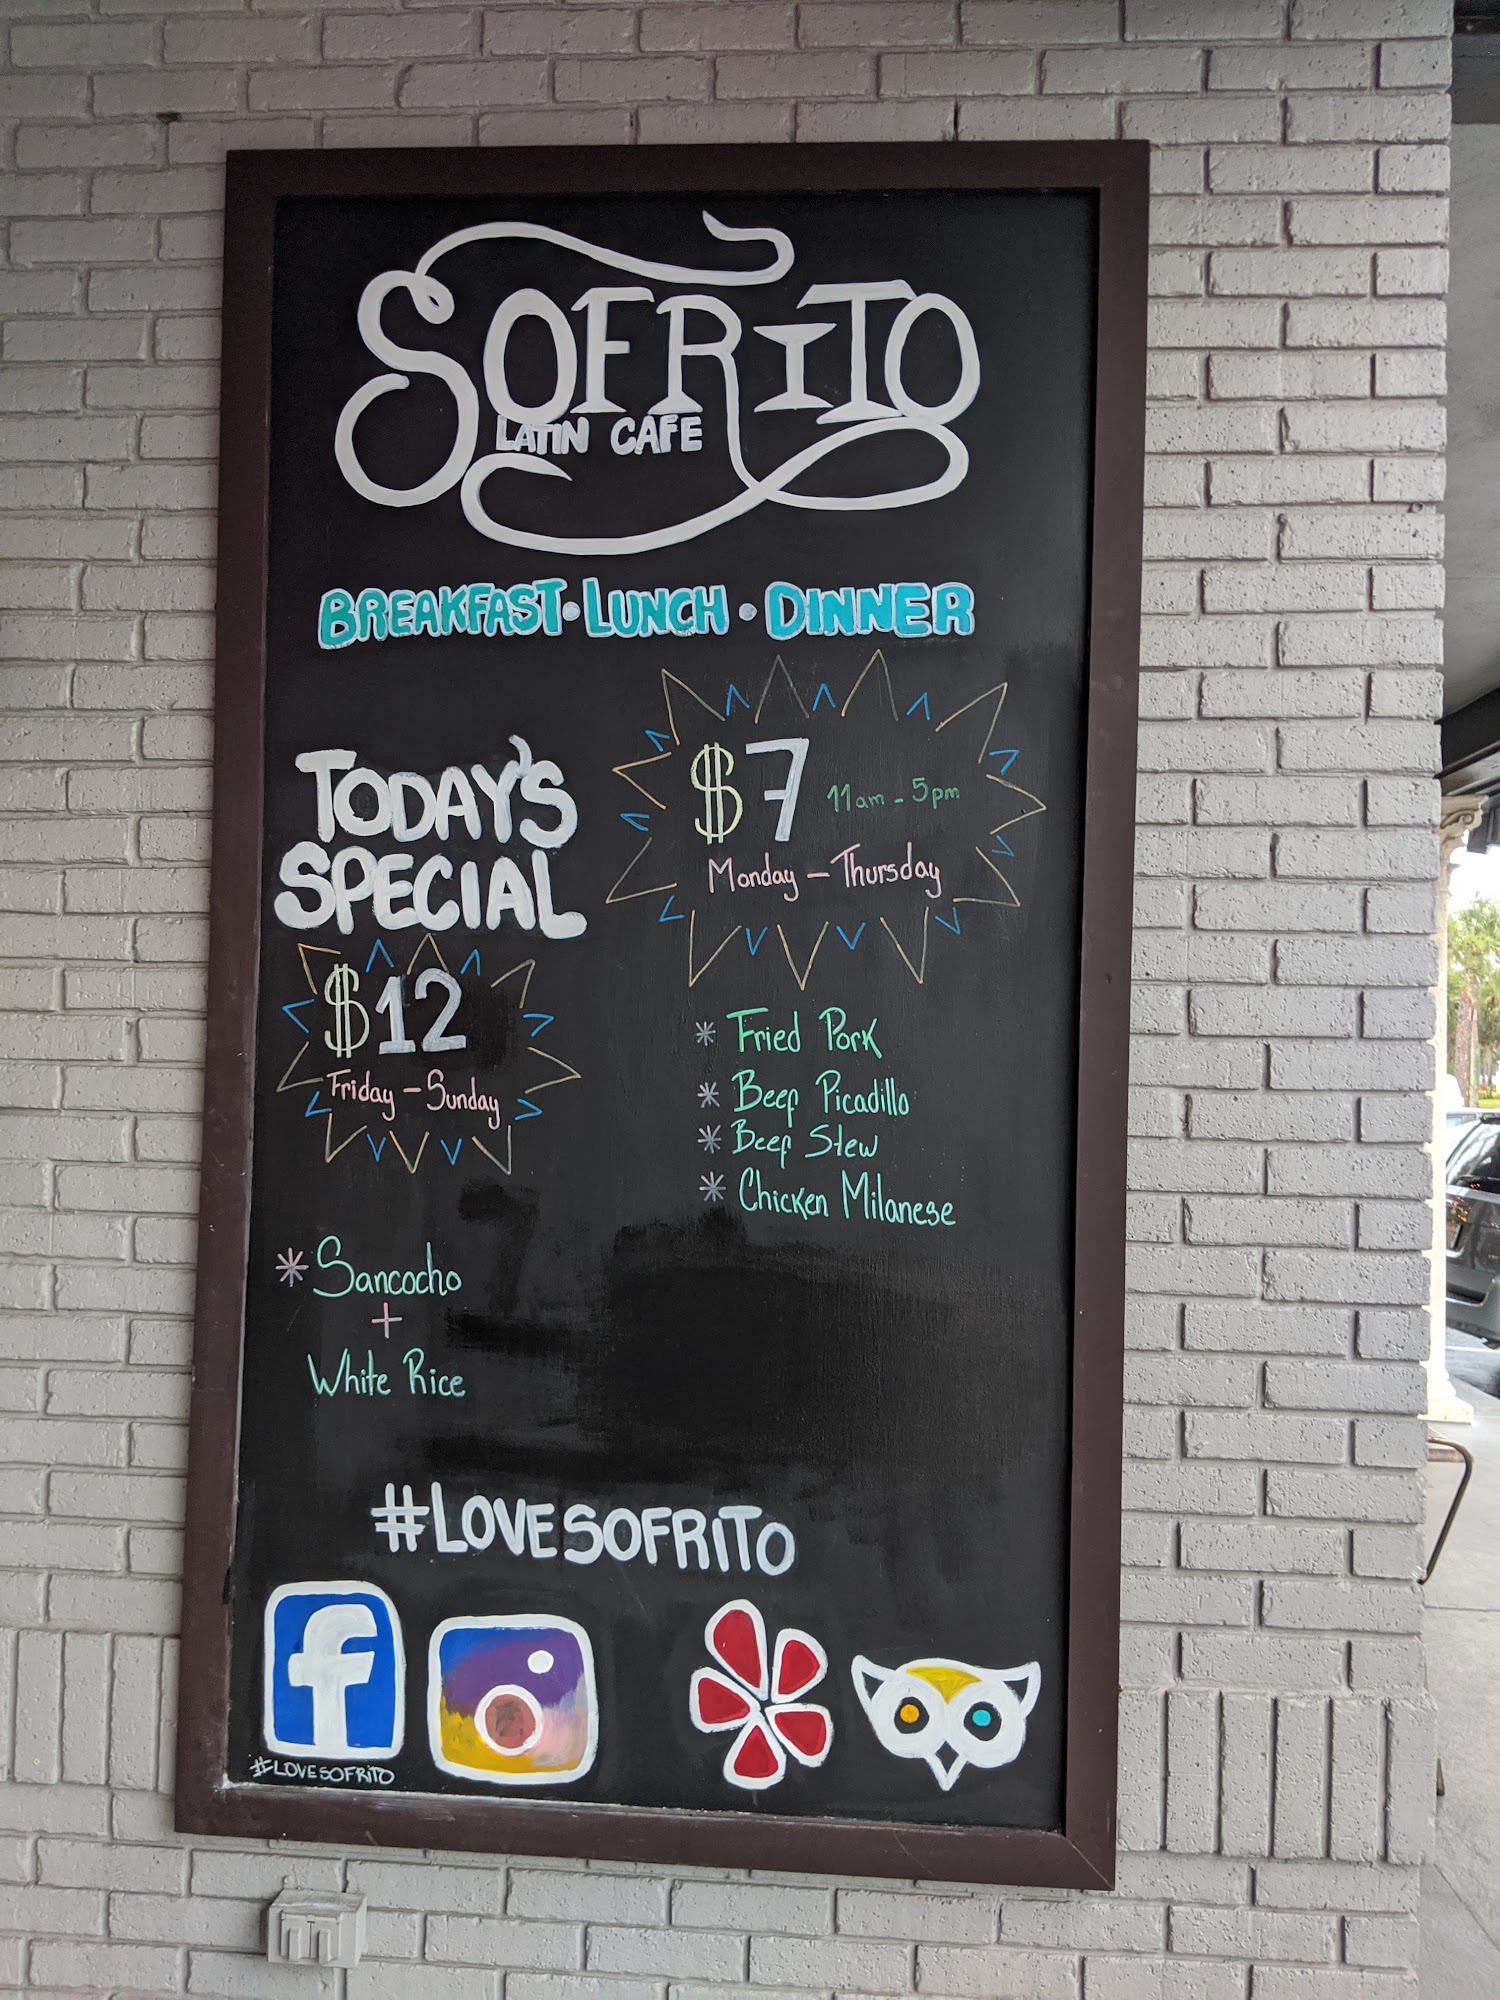 SOFRITO
LATIN CAFE
BREAKFAST • LUNCH • DINNER
TODAY'S
SPECIAL
$12
Friday - Sunday
* Sancocho
+
White Rice
$7 11am - 5pm
Monday - Thursday
* Fried Pork
* Beef Picadillo
* Beef Stew
* Chicken Milanese
#LOVESOFRITO
f
#LOVESOFRITO